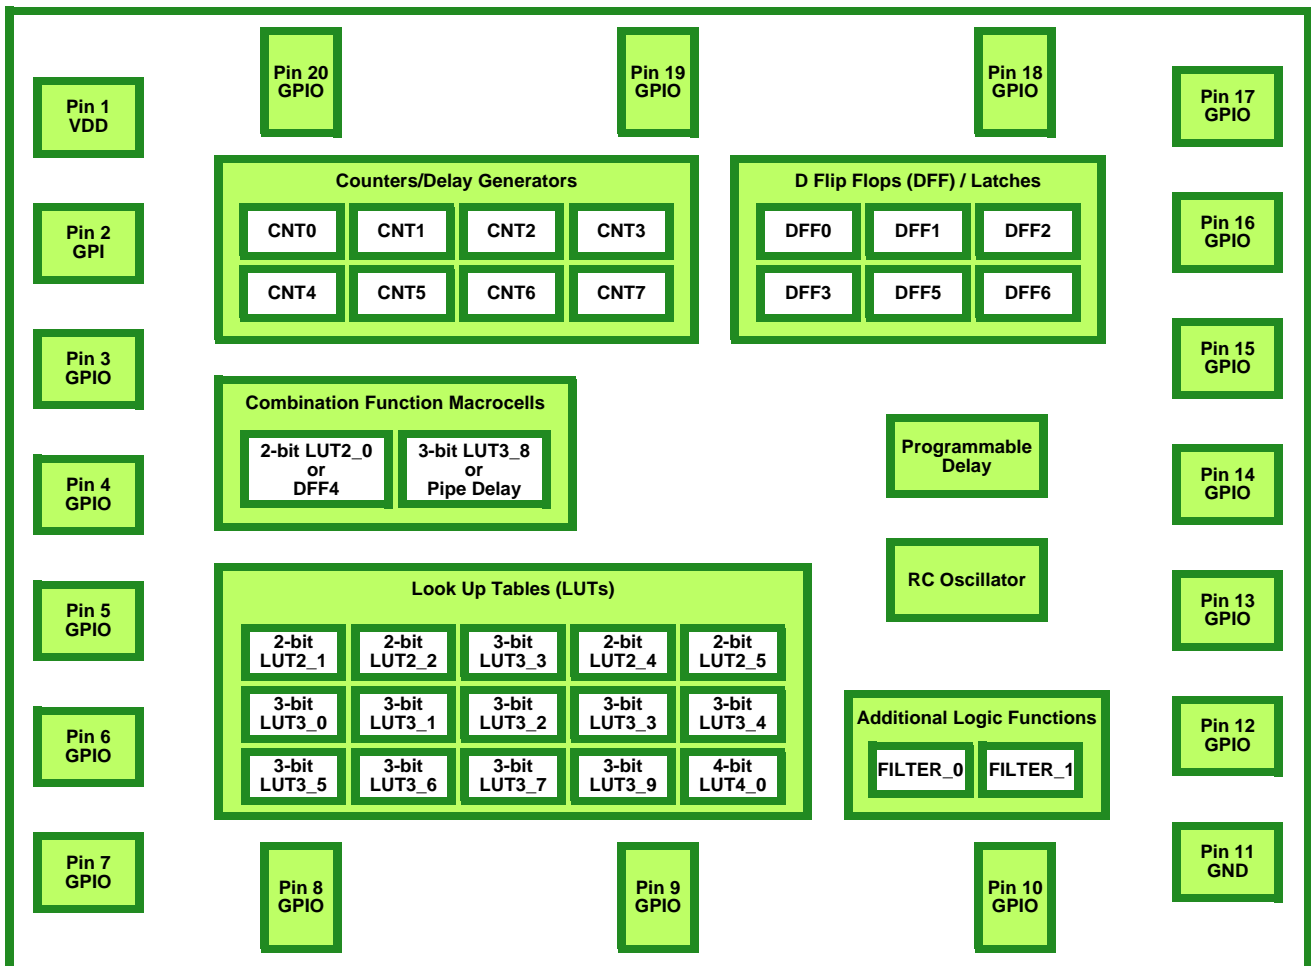 Pin 20
GPIO
Pin 19
GPIO
Pin 18
GPIO
Pin 1
VDD
Pin 17
GPIO
Counters/Delay Generators
CNT0
CNT1
CNT2
CNT3
CNT4
CNT5
CNT6
CNT7
D Flip Flops (DFF) / Latches
DFF0
DFF1
DFF2
DFF3
DFF5
DFF6
Pin 2
GPI
Pin 16
GPIO
Pin 3
GPIO
Pin 15
GPIO
Combination Function Macrocells
2-bit LUT2_0
or
DFF4
3-bit LUT3_8
or
Pipe Delay
Programmable
Delay
Pin 4
GPIO
Pin 14
GPIO
RC Oscillator
Pin 5
GPIO
Pin 13
GPIO
Look Up Tables (LUTs)
2-bit
LUT2_1
2-bit
LUT2_2
3-bit
LUT3_3
2-bit
LUT2_4
2-bit
LUT2_5
3-bit
LUT3_0
3-bit
LUT3_1
3-bit
LUT3_2
3-bit
LUT3_3
3-bit
LUT3_4
3-bit
LUT3_5
3-bit
LUT3_6
3-bit
LUT3_7
3-bit
LUT3_9
4-bit
LUT4_0
Additional Logic Functions
FILTER_0
FILTER_1
Pin 6
GPIO
Pin 12
GPIO
Pin 7
GPIO
Pin 11
GND
Pin 8
GPIO
Pin 9
GPIO
Pin 10
GPIO